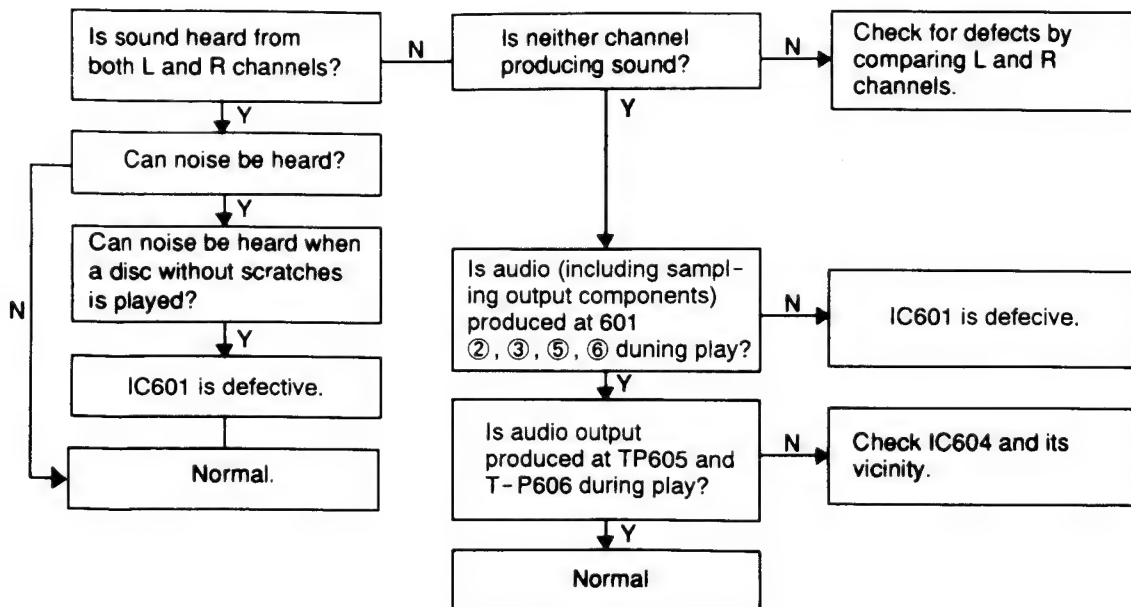 Is sound heard from
both L and R channels?
N
Is neither channel
producing sound?
N
Check for defects by
comparing L and R
channels.
Y
Y
Can noise be heard?
Y
Can noise be heard when
a disc without scratches
is played?
N
Y
IC601 is defective.
Normal.
Is audio (including sampl-
ing output components)
produced at 601
②, ③, ⑤, ⑥ duning play?
N
IC601 is defecive.
Y
Is audio output
produced at TP605 and
T-P606 during play?
N
Check IC604 and its
vicinity.
Y
Normal